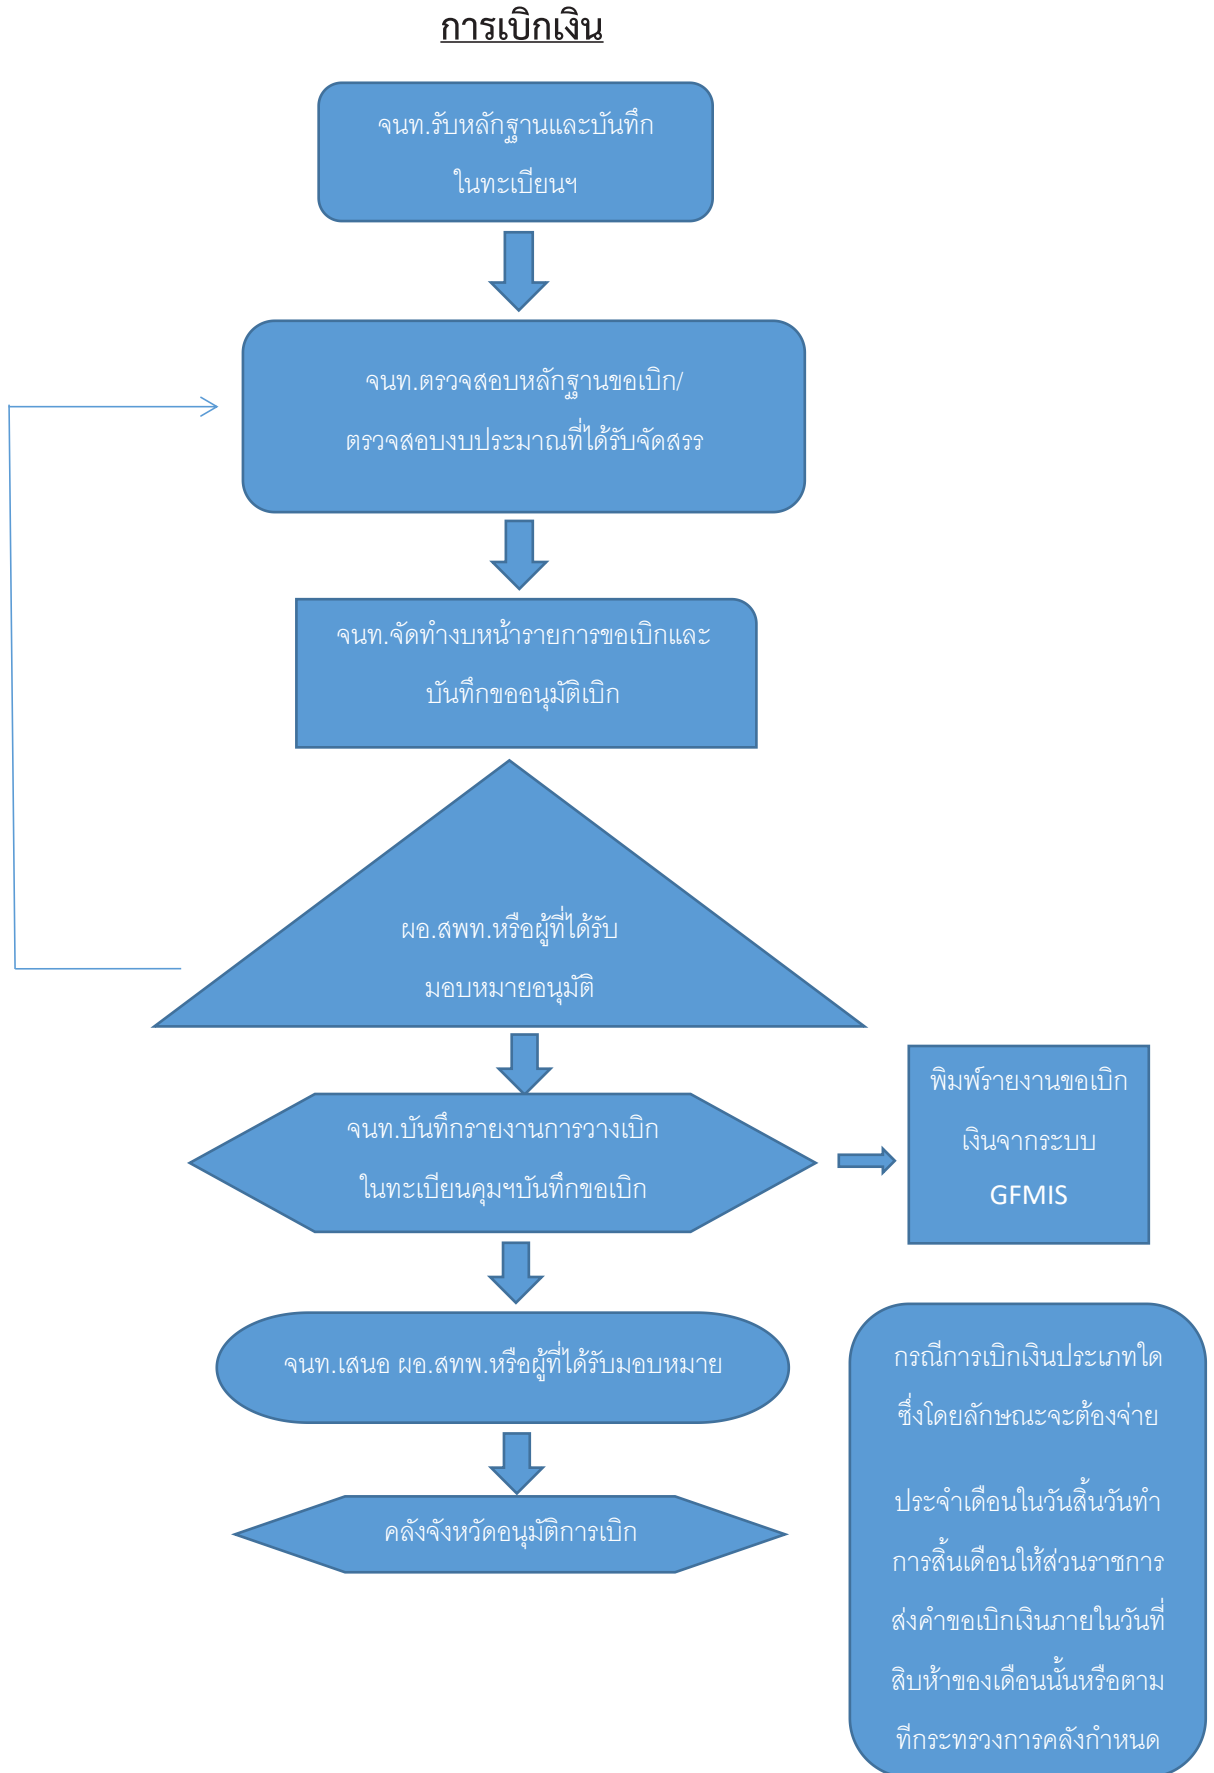 การเบิกเงิน
จนท.รับหลักฐานและบันทึก
ในทะเบียนฯ
จนท.ตรวจสอบหลักฐานขอเบิก/
ตรวจสอบงบประมาณที่ได้รับจัดสรร
จนท.จัดทำงบหน้ารายการขอเบิกและ
บันทึกขออนุมัติเบิก
ผอ.สพท.หรือผู้ที่ได้รับ
มอบหมายอนุมัติ
จนท.บันทึกรายงานการวางเบิก
ในทะเบียนคุมฯบันทึกขอเบิก
พิมพ์รายงานขอเบิก
เงินจากระบบ
GFMIS
จนท.เสนอ ผอ.สทพ.หรือผู้ที่ได้รับมอบหมาย
คลังจังหวัดอนุมัติการเบิก
กรณีการเบิกเงินประเภทใด
ซึ่งโดยลักษณะจะต้องจ่าย
ประจำเดือนในวันสิ้นวันทำ
การสิ้นเดือนให้ส่วนราชการ
ส่งคำขอเบิกเงินภายในวันที่
สิบห้าของเดือนนั้นหรือตาม
ที่กระทรวงการคลังกำหนด